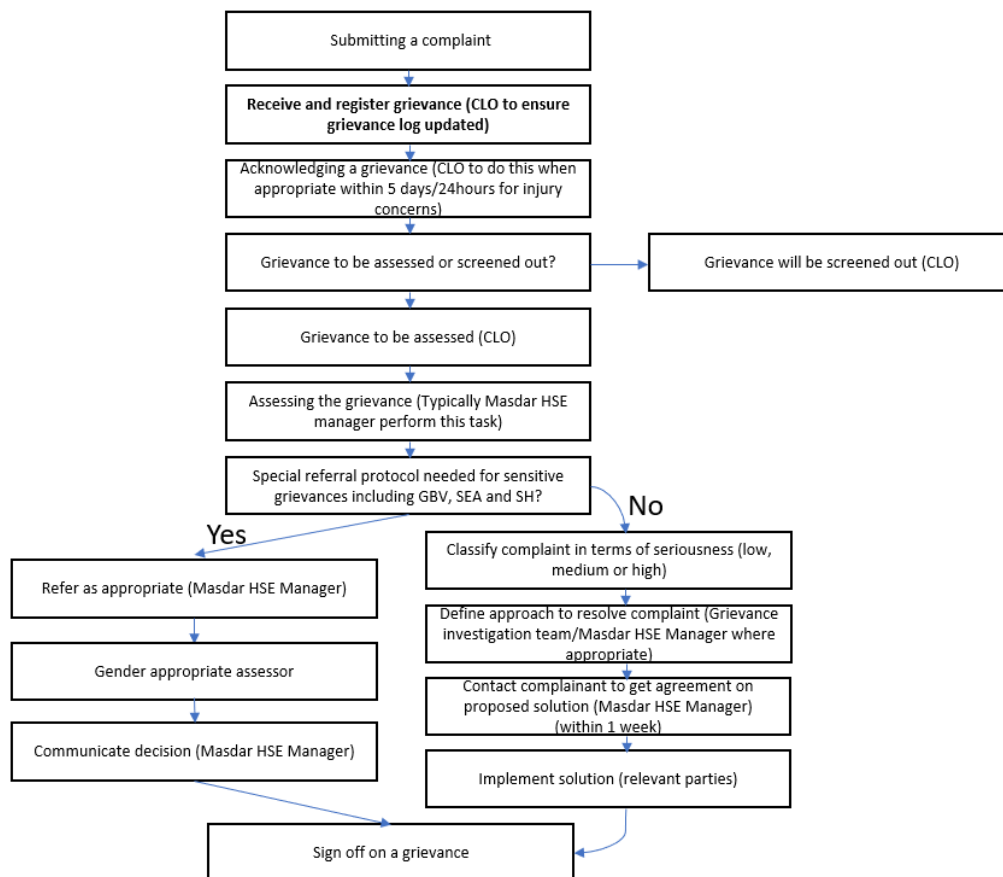 Submitting a complaint
Receive and register grievance (CLO to ensure
grievance log updated)
Acknowledging a grievance (CLO to do this when
appropriate within 5 days/24hours for injury
concerns)
Grievance to be assessed or screened out?
Grievance will be screened out (CLO)
Grievance to be assessed (CLO)
Assessing the grievance (Typically Masdar HSE
manager perform this task)
Special referral protocol needed for sensitive
grievances including GBV, SEA and SH?
Yes
No
Refer as appropriate (Masdar HSE Manager)
Gender appropriate assessor
Communicate decision (Masdar HSE Manager)
Classify complaint in terms of seriousness (low,
medium or high)
Define approach to resolve complaint (Grievance
investigation team/Masdar HSE Manager where
appropriate)
Contact complainant to get agreement on
proposed solution (Masdar HSE Manager)
(within 1 week)
Implement solution (relevant parties)
Sign off on a grievance